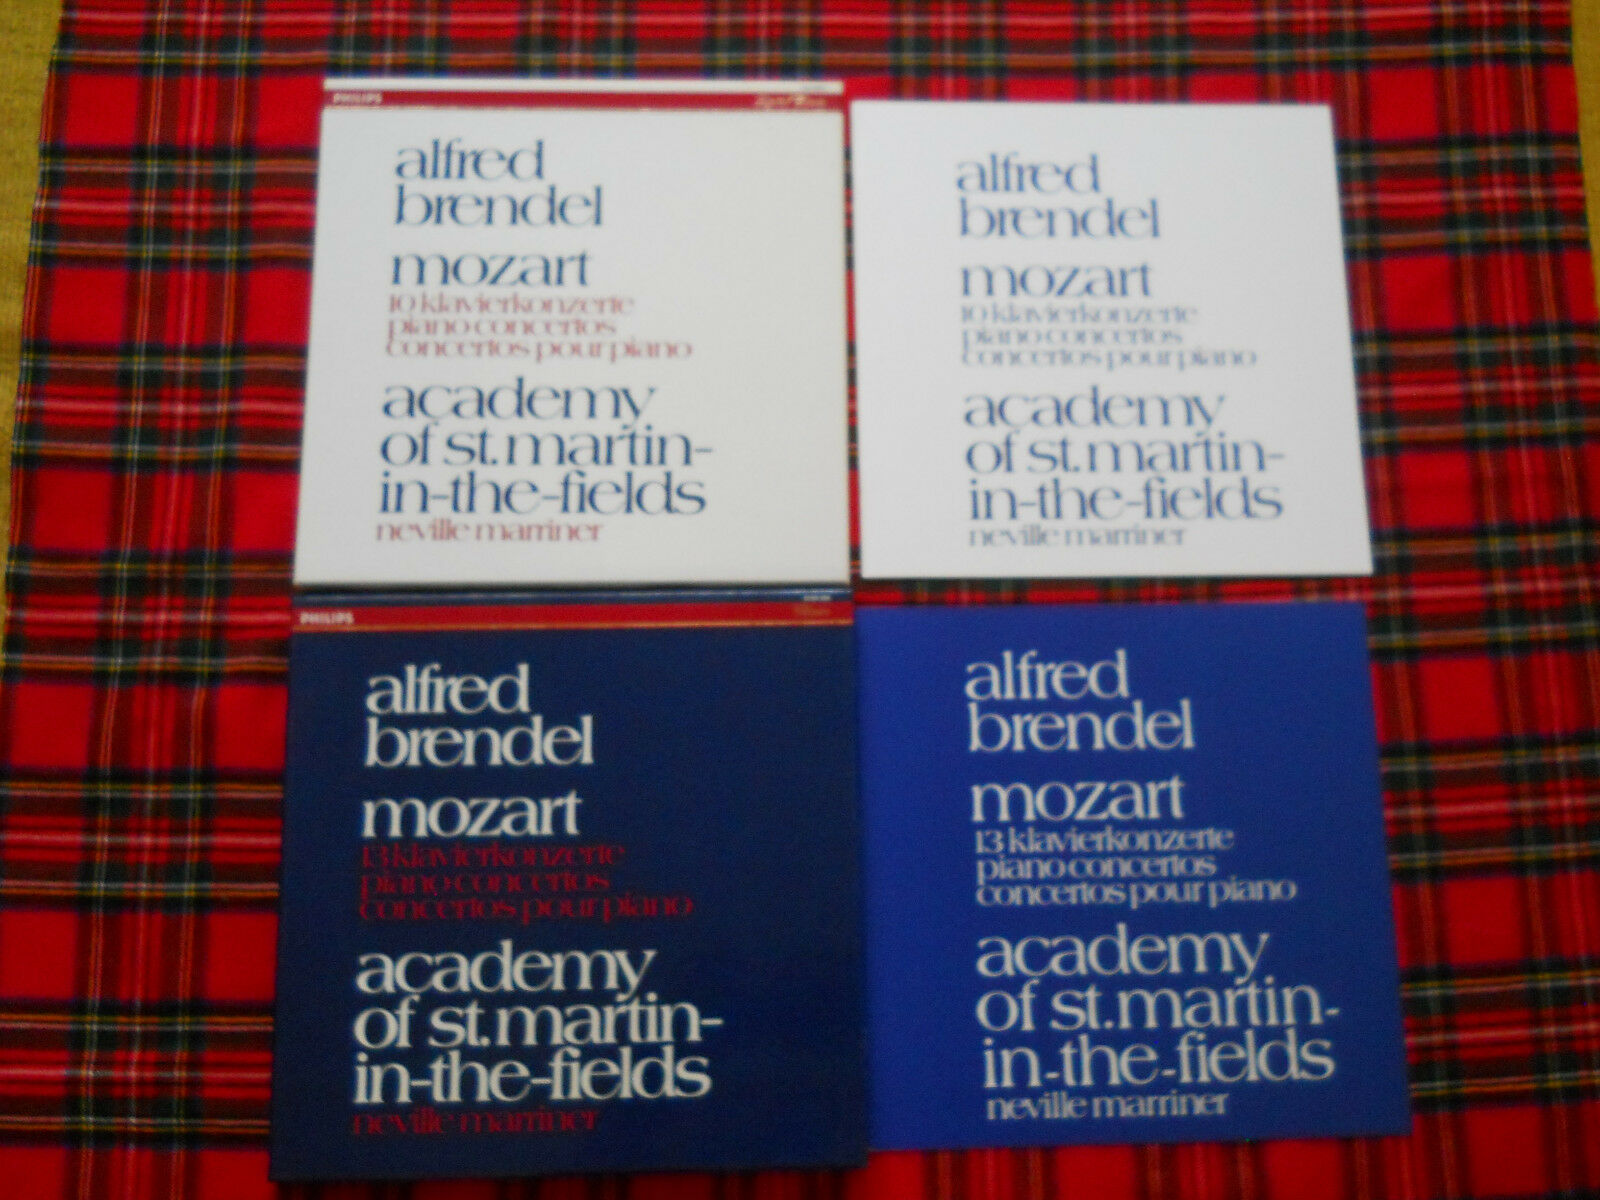 PHILIPS
alfred
brendel
mozart
10 klavierkonzerte
piano concertos
concertos pour piano
academy
of st.martin-
in-the-fields
neville marriner
alfred
brendel
mozart
10 klavierkonzerte
piano concertos
concertos pour piano
academy
of st.martin-
in-the-fields
neville marriner
PHILIPS
alfred
brendel
mozart
13 klavierkonzerte
piano concertos
concertos pour piano
academy
of st.martin-
in-the-fields
neville marriner
alfred
brendel
mozart
13 klavierkonzerte
piano concertos
concertos pour piano
academy
of st.martin-
in-the-fields
neville marriner